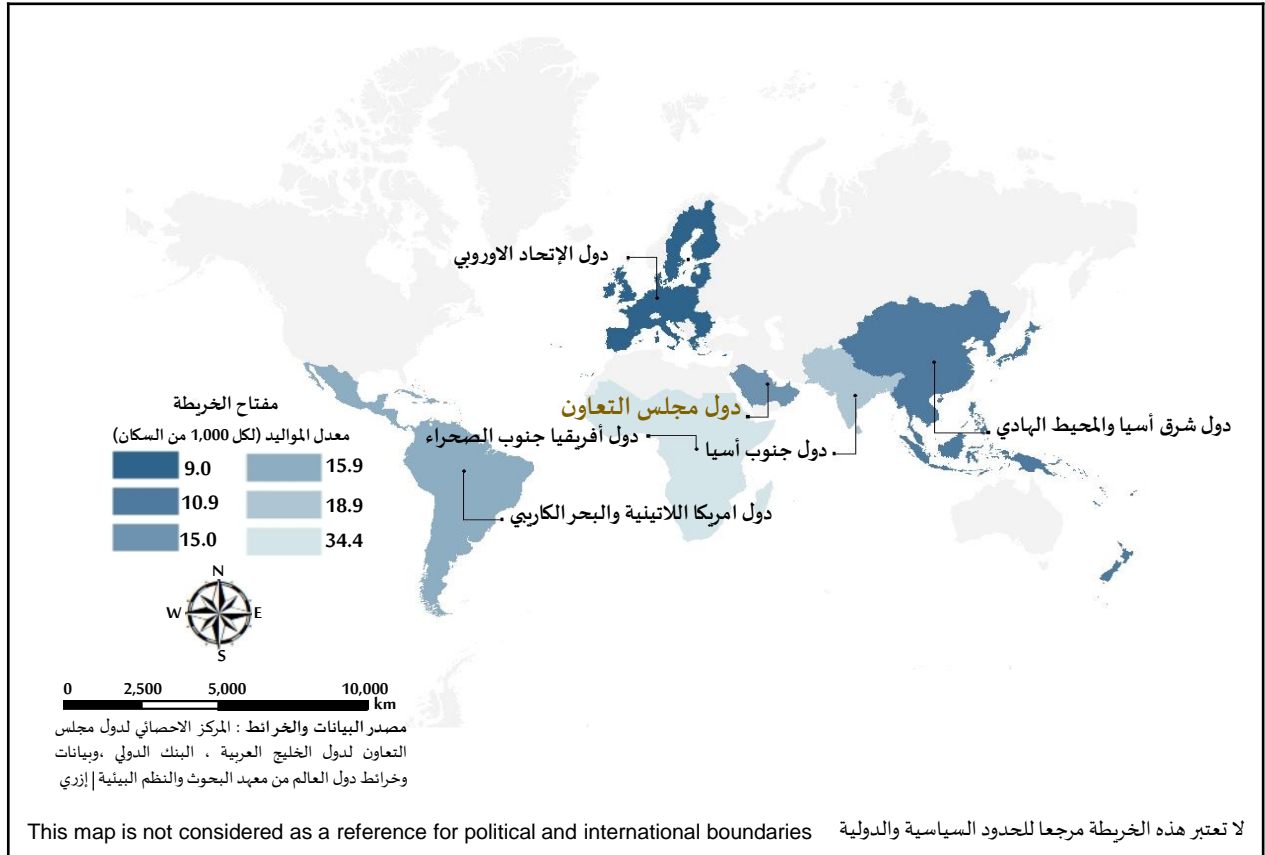 دول الإتحاد الاوروبي
دول مجلس التعاون
دول أفريقيا جنوب الصحراء
دول جنوب أسيا
دول شرق أسيا والمحيط الهادي
دول امريكا اللاتينية والبحر الكاريبي
مفتاح الخريطة
معدل المواليد (لكل 1,000 من السكان)
9.0
15.9
10.9
18.9
15.0
34.4
N
W
E
S
0 2,500 5,000 10,000
km
مصدر البيانات والخرائط : المركز الاحصائي لدول مجلس
التعاون لدول الخليج العربية ، البنك الدولي ،وبيانات
وخرائط دول العالم من معهد البحوث والنظم البيئية | إزري
This map is not considered as a reference for political and international boundaries
لا تعتبر هذه الخريطة مرجعا للحدود السياسية والدولية